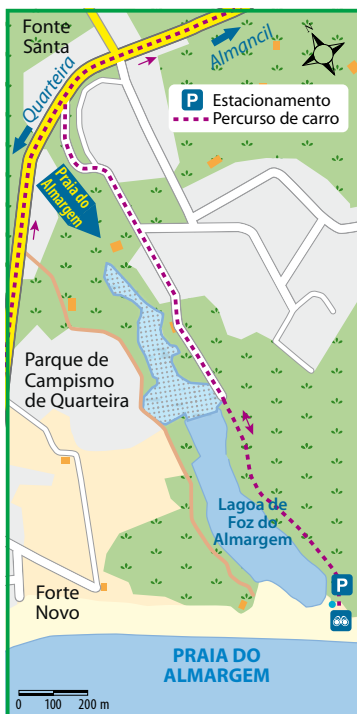 Fonte
Santa
Almancil
Quarteira
P Estacionamento
Percurso de carro
Praia do
Almargem
Parque de
Campismo
de Quarteira
Lagoa de
Foz do
Almargem
P
Forte
Novo
PRAIA DO
ALMARGEM
0 100 200 m